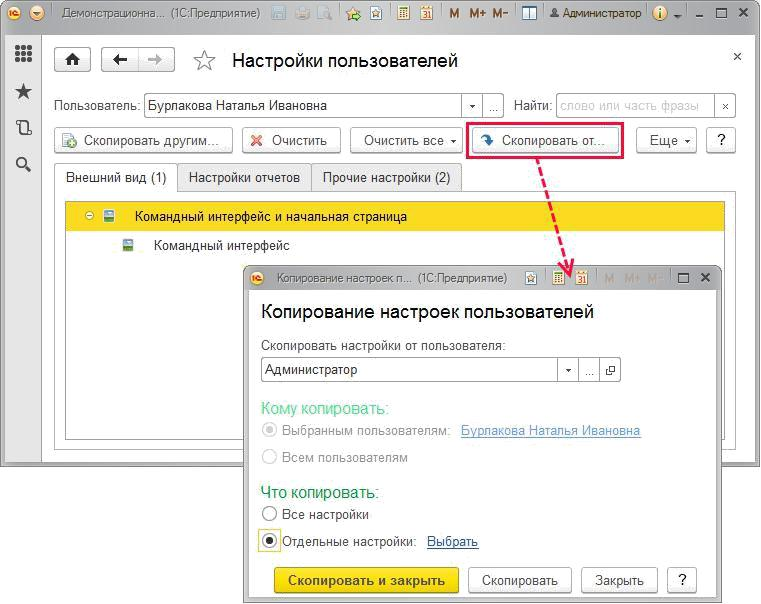 Демонстрационна... (1С:Предприятие) M M+ M- Администратор
Настройки пользователей
Пользователь: Бурлакова Наталья Ивановна ... Найти: слово или часть фразы ×
Скопировать другим... Очистить Очистить все Скопировать от... Еще ?
Внешний вид (1) Настройки отчетов Прочие настройки (2)
Командный интерфейс и начальная страница
Командный интерфейс
Копирование настроек п... (1С:Предприятие) 31 M M+ M-
Копирование настроек пользователей
Скопировать настройки от пользователя:
Администратор ...
Кому копировать:
Выбранным пользователям: Бурлакова Наталья Ивановна
Всем пользователям
Что копировать:
Все настройки
Отдельные настройки: Выбрать
Скопировать и закрыть Скопировать Закрыть ?